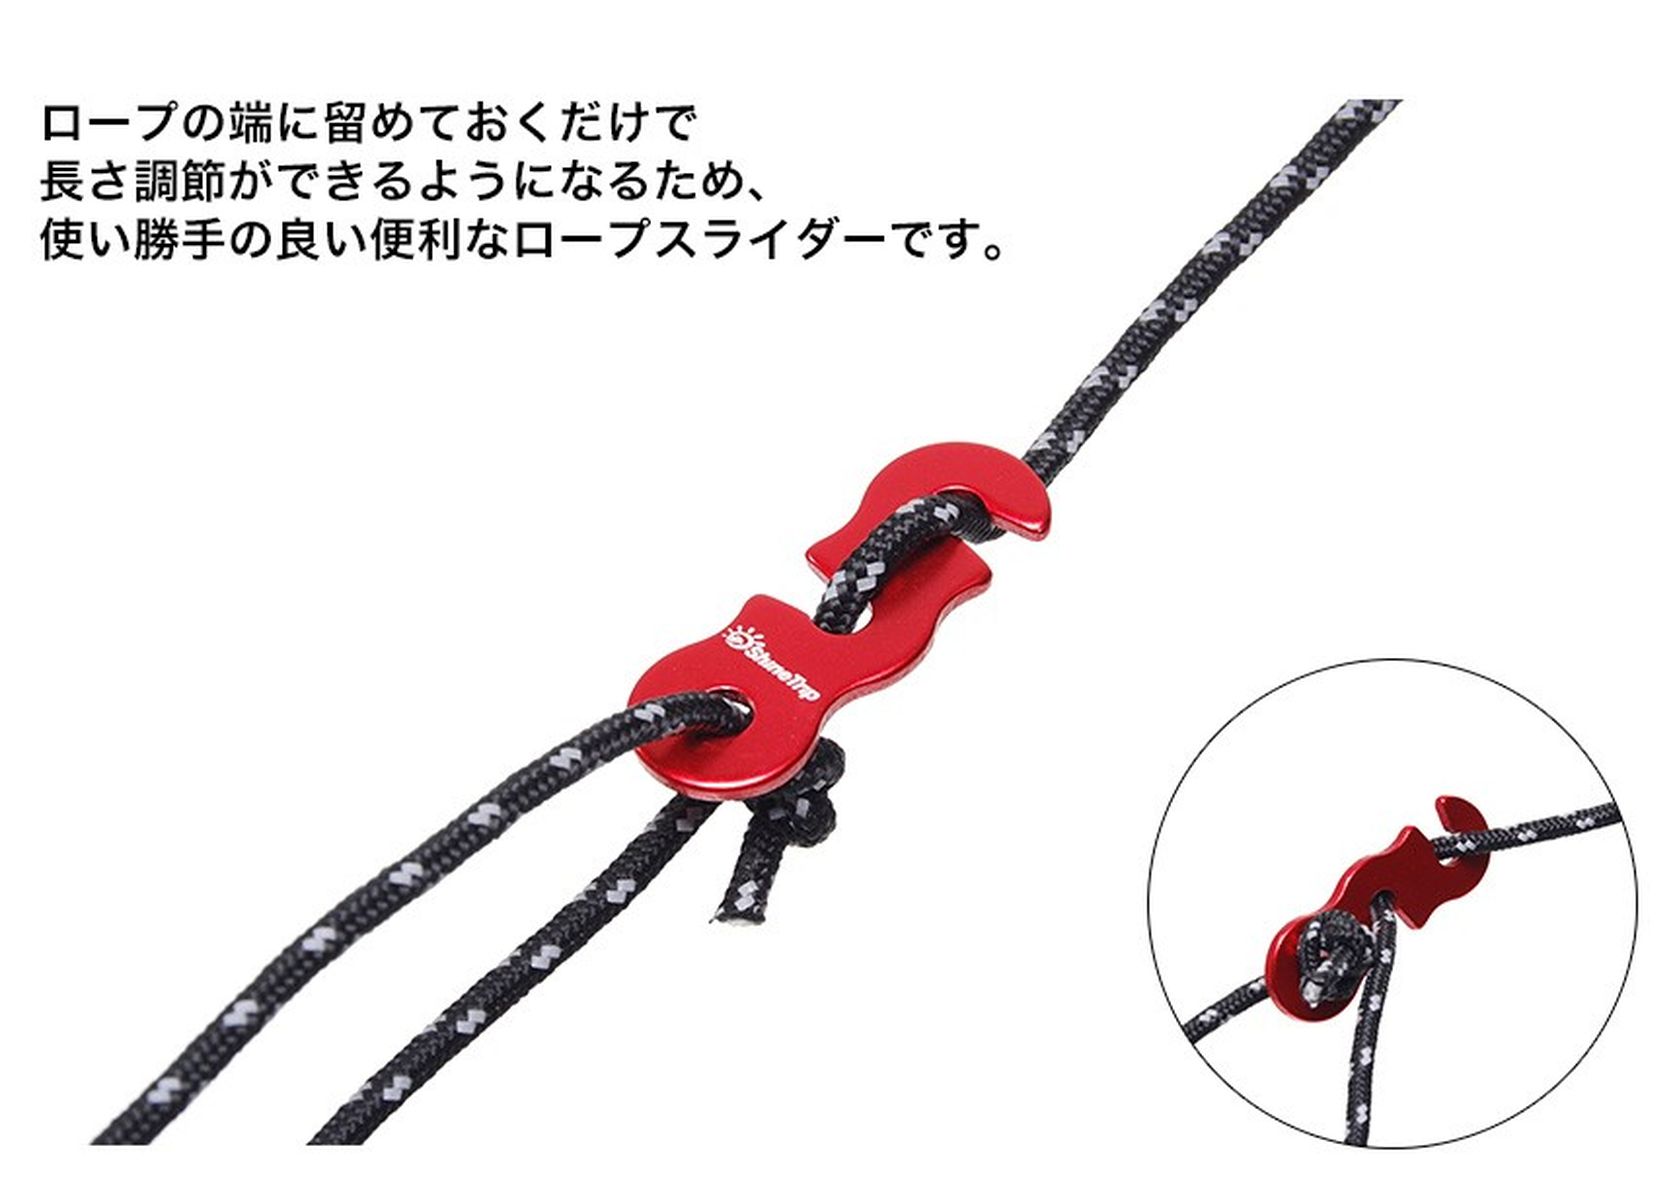 ロープの端に留めておくだけで
長さ調節ができるようになるため、
使い勝手の良い便利なロープスライダーです。
ShineTrip